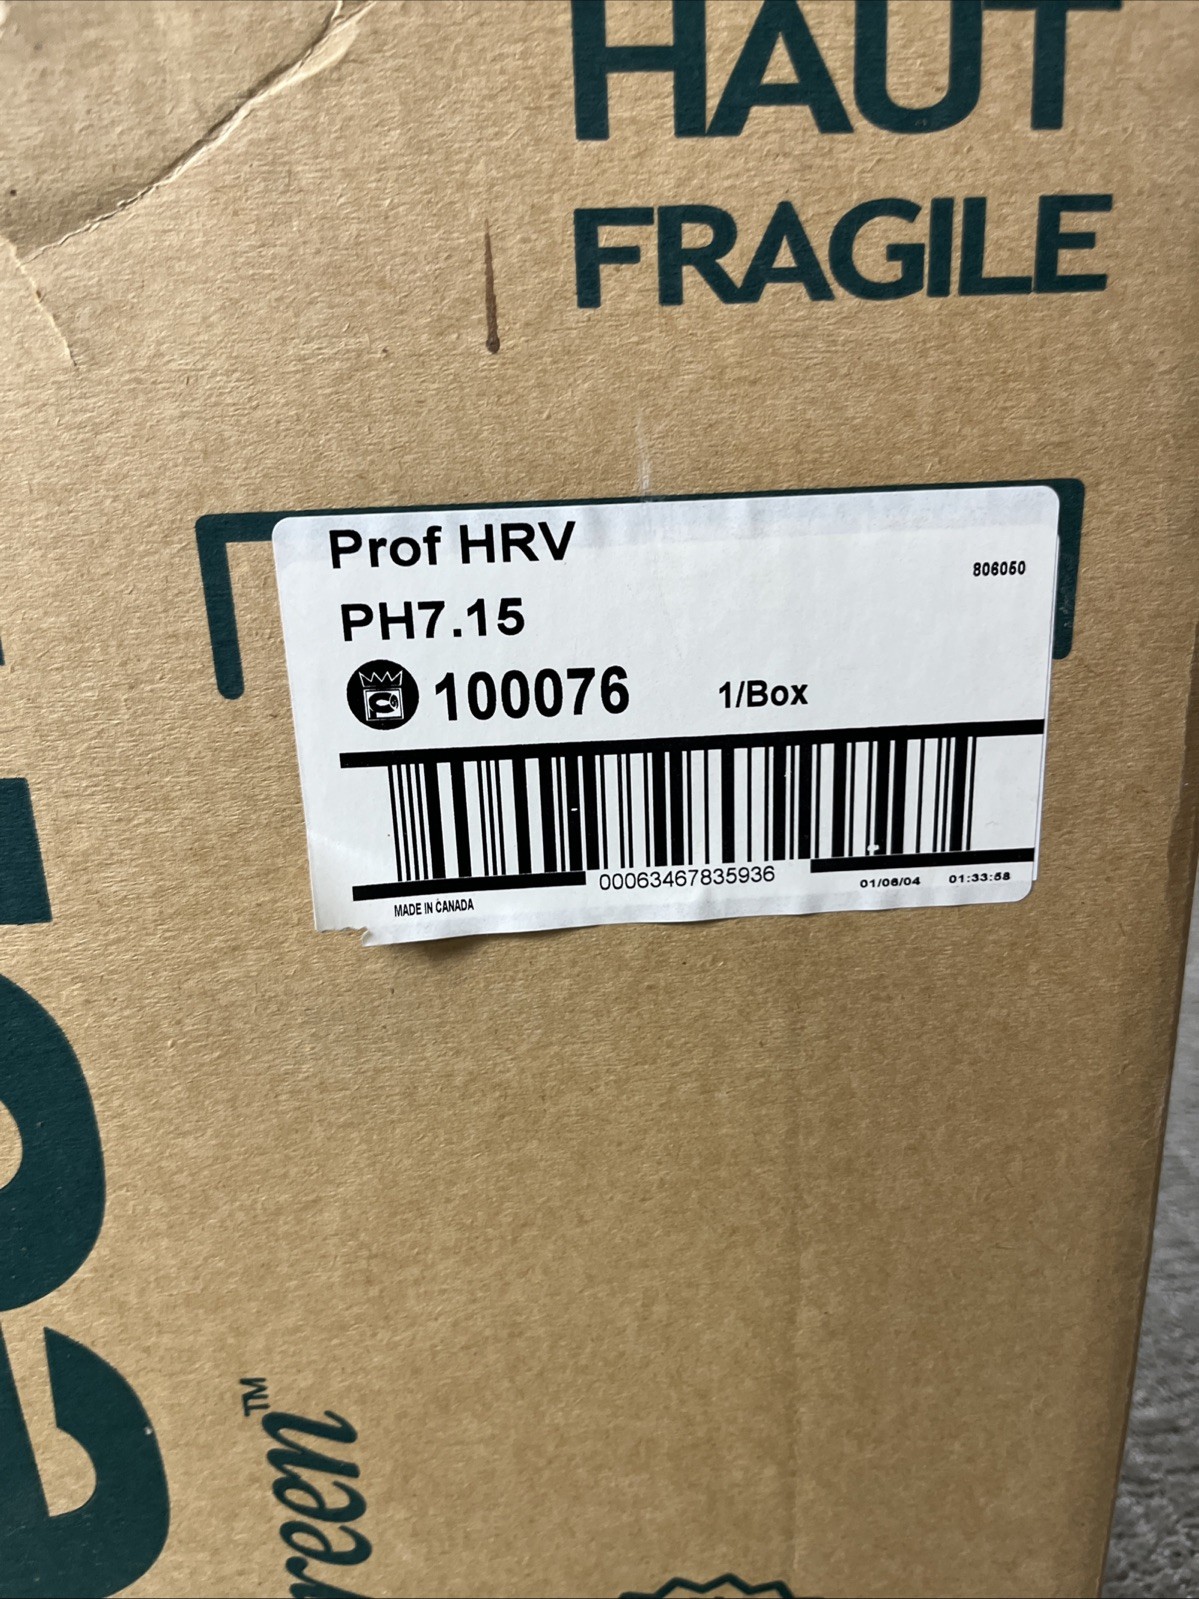 HAUT
FRAGILE
Prof HRV
806050
PH7.15
100076 1/Box
00063467835936
01/06/04 01:33:58
MADE IN CANADA
TM